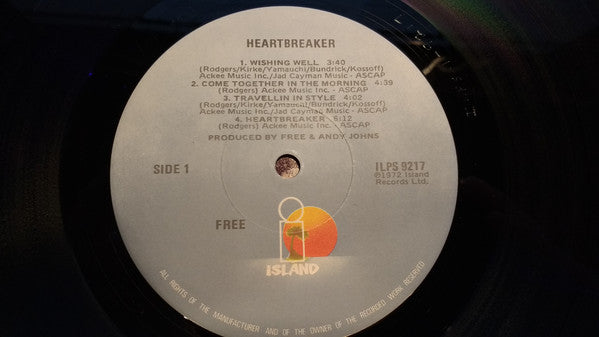 HEARTBREAKER
1. WISHING WELL 3:40
(Rodgers/Kirke/Yamauchi/Bundrick/Kossoff)
Ackee Music Inc./Jad Cayman Music - ASCAP
2. COME TOGETHER IN THE MORNING 4:39
(Rodgers) Ackee Music Inc. - ASCAP
3. TRAVELLIN IN STYLE 4:02
(Rodgers/Kirke/Yamauchi/Bundrick/Kossoff)
Ackee Music Inc./Jad Cayman Music - ASCAP
4. HEARTBREAKER 6:12
(Rodgers) Ackee Music Inc. - ASCAP
PRODUCED BY FREE & ANDY JOHNS
SIDE 1
ILPS 9217
℗1972 Island
Records Ltd.
FREE
ISLAND
ALL RIGHTS OF THE MANUFACTURER AND OF THE OWNER OF THE RECORDED WORK RESERVED